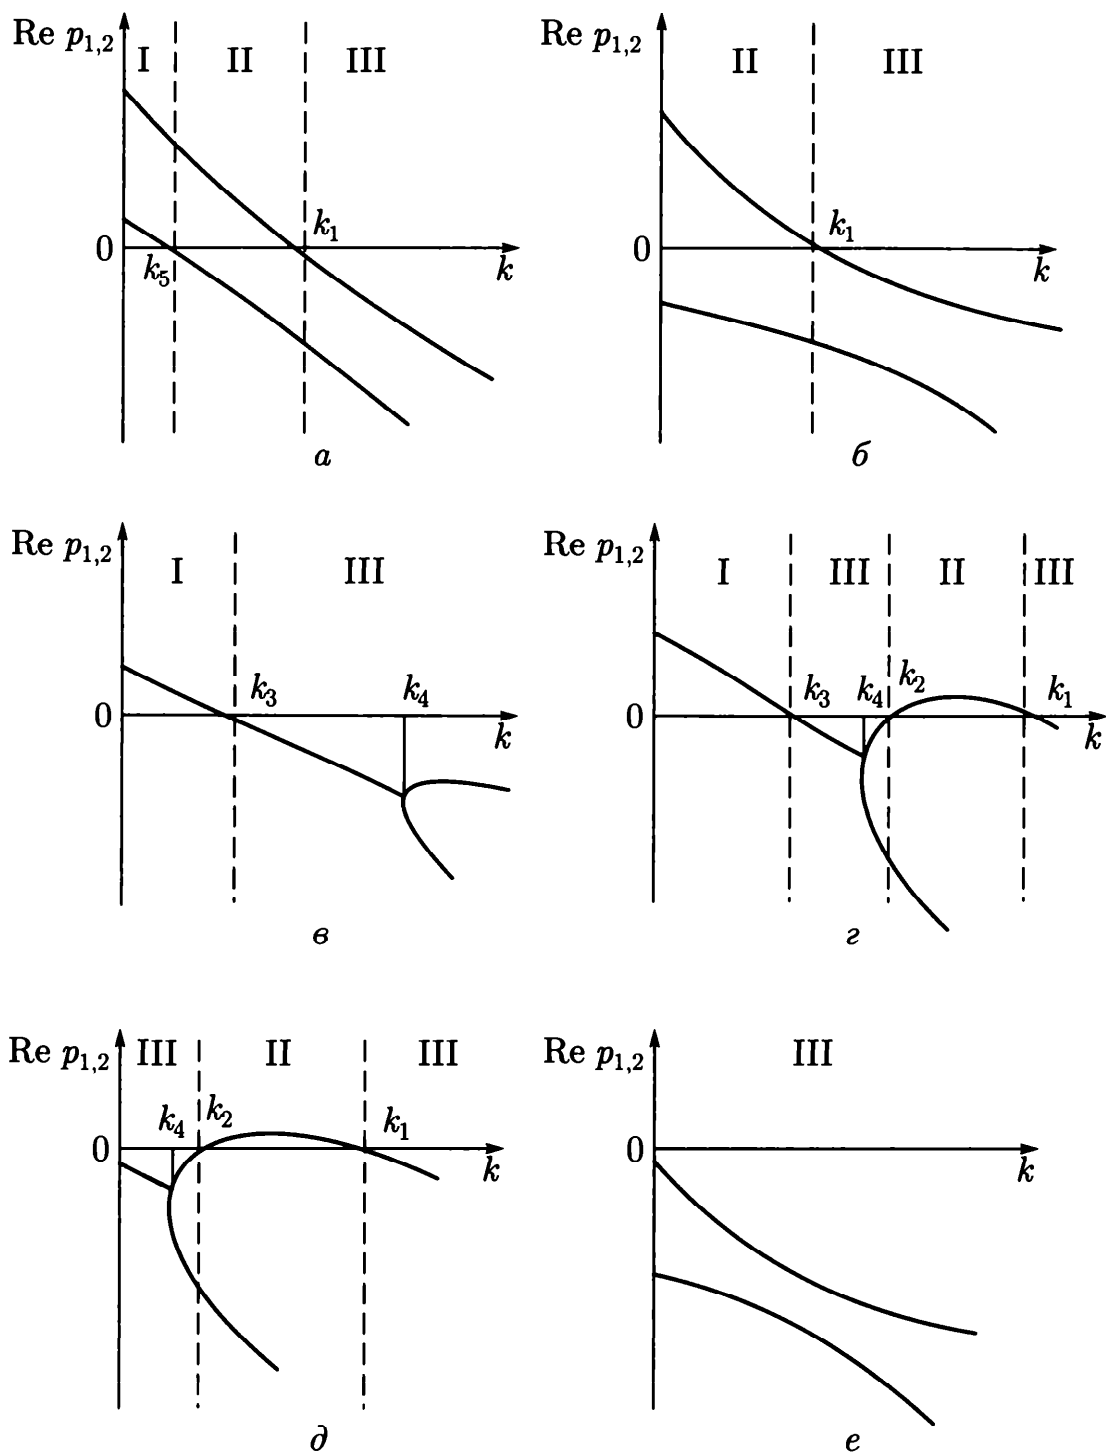 Re p₁,₂ I II III
0 k₅ k₁ k
а
Re p₁,₂ II III
0 k₁ k
б
Re p₁,₂ I III
0 k₃ k₄ k
в
Re p₁,₂ I III II III
0 k₃ k₄ k₂ k₁ k
г
Re p₁,₂ III II III
0 k₄ k₂ k₁ k
д
Re p₁,₂ III
0 k
е